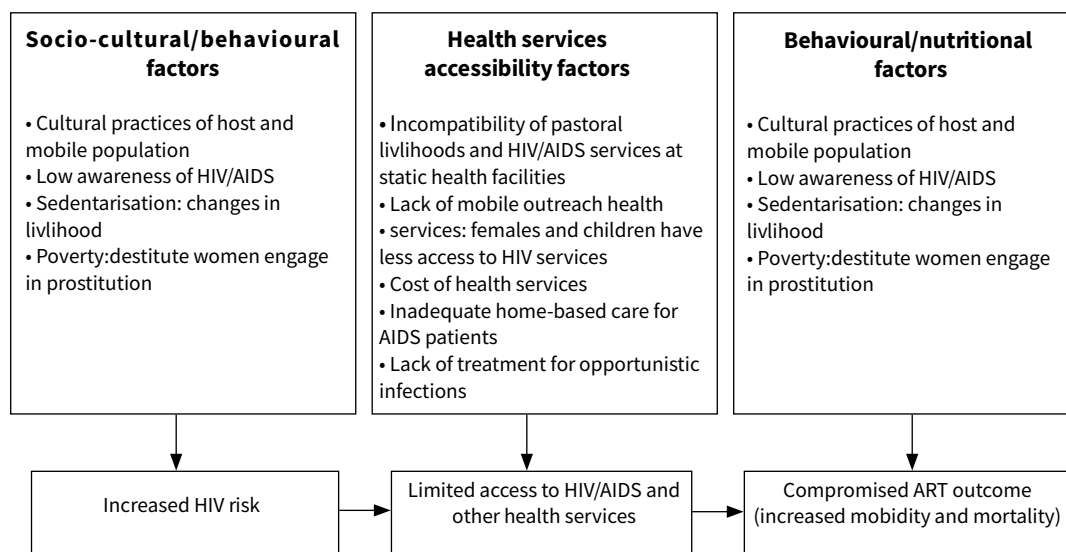 Socio-cultural/behavioural
factors
• Cultural practices of host and
mobile population
• Low awareness of HIV/AIDS
• Sedentarisation: changes in
livlihood
• Poverty:destitute women engage
in prostitution
Health services
accessibility factors
• Incompatibility of pastoral
livlihoods and HIV/AIDS services at
static health facilities
• Lack of mobile outreach health
• services: females and children have
less access to HIV services
• Cost of health services
• Inadequate home-based care for
AIDS patients
• Lack of treatment for opportunistic
infections
Behavioural/nutritional
factors
• Cultural practices of host and
mobile population
• Low awareness of HIV/AIDS
• Sedentarisation: changes in
livlihood
• Poverty:destitute women engage
in prostitution
Increased HIV risk
Limited access to HIV/AIDS and
other health services
Compromised ART outcome
(increased mobidity and mortality)